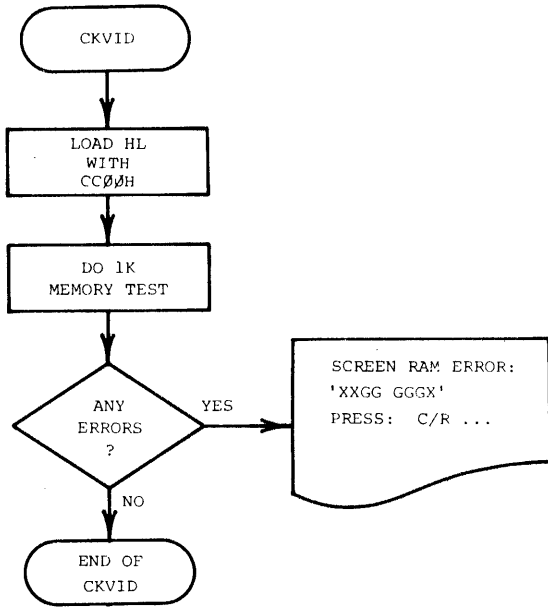 CKVID
LOAD HL
WITH
CCØØH
DO 1K
MEMORY TEST
ANY
ERRORS
?
YES
SCREEN RAM ERROR:
'XXGG GGGX'
PRESS: C/R ...
NO
END OF
CKVID